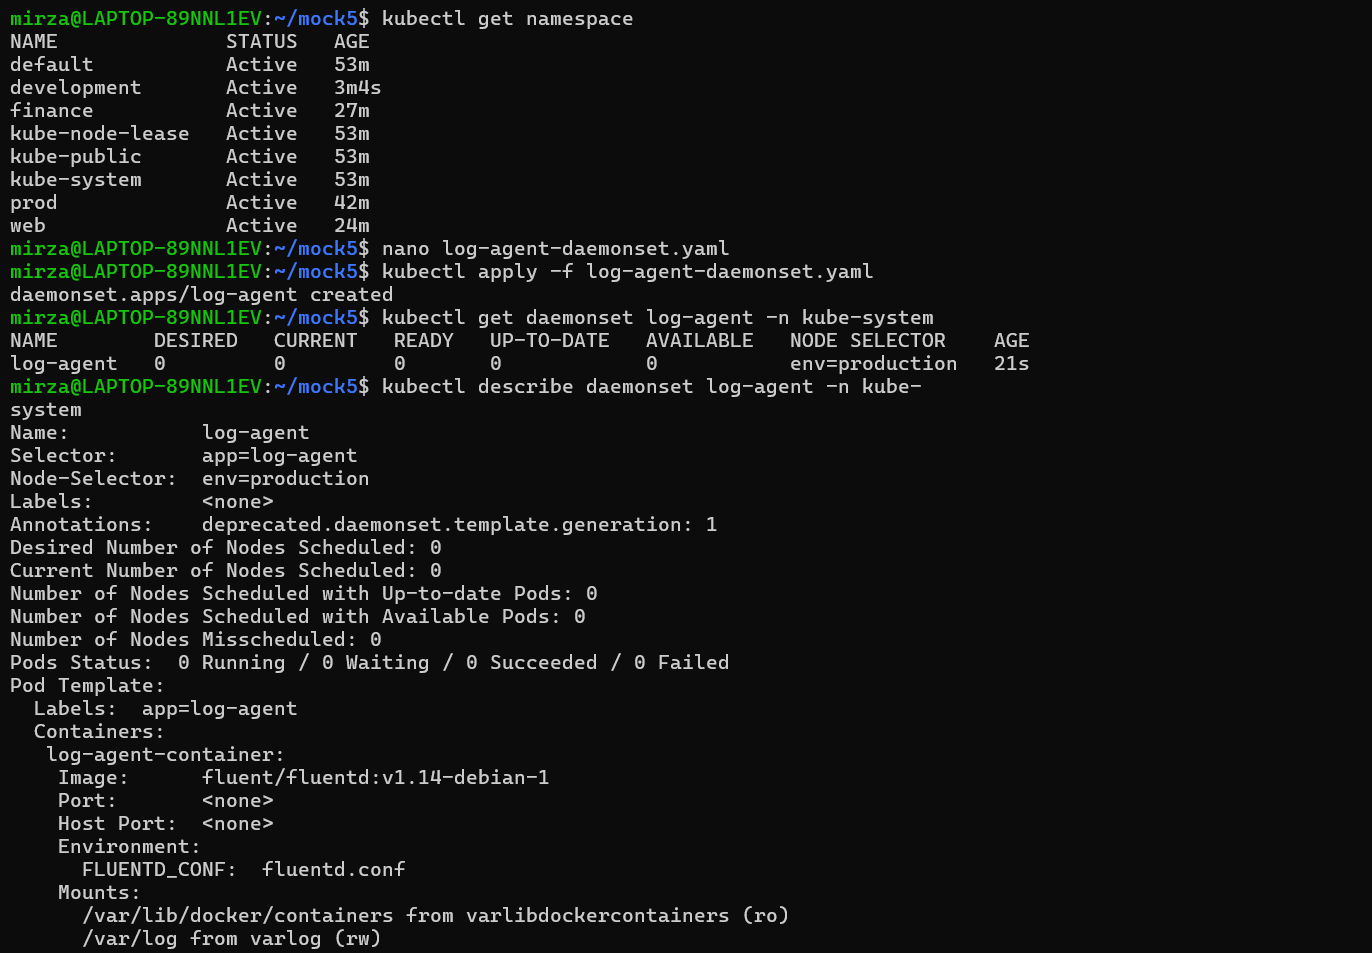 mirza@LAPTOP-89NNL1EV:~/mock5$ kubectl get namespace
NAME              STATUS   AGE
default           Active   53m
development       Active   3m4s
finance           Active   27m
kube-node-lease   Active   53m
kube-public       Active   53m
kube-system       Active   53m
prod              Active   42m
web               Active   24m
mirza@LAPTOP-89NNL1EV:~/mock5$ nano log-agent-daemonset.yaml
mirza@LAPTOP-89NNL1EV:~/mock5$ kubectl apply -f log-agent-daemonset.yaml
daemonset.apps/log-agent created
mirza@LAPTOP-89NNL1EV:~/mock5$ kubectl get daemonset log-agent -n kube-system
NAME        DESIRED   CURRENT   READY   UP-TO-DATE   AVAILABLE   NODE SELECTOR    AGE
log-agent   0         0         0       0            0           env=production   21s
mirza@LAPTOP-89NNL1EV:~/mock5$ kubectl describe daemonset log-agent -n kube-
system
Name:           log-agent
Selector:       app=log-agent
Node-Selector:  env=production
Labels:         <none>
Annotations:    deprecated.daemonset.template.generation: 1
Desired Number of Nodes Scheduled: 0
Current Number of Nodes Scheduled: 0
Number of Nodes Scheduled with Up-to-date Pods: 0
Number of Nodes Scheduled with Available Pods: 0
Number of Nodes Misscheduled: 0
Pods Status:  0 Running / 0 Waiting / 0 Succeeded / 0 Failed
Pod Template:
  Labels:  app=log-agent
  Containers:
   log-agent-container:
    Image:      fluent/fluentd:v1.14-debian-1
    Port:       <none>
    Host Port:  <none>
    Environment:
      FLUENTD_CONF:  fluentd.conf
    Mounts:
      /var/lib/docker/containers from varlibdockercontainers (ro)
      /var/log from varlog (rw)